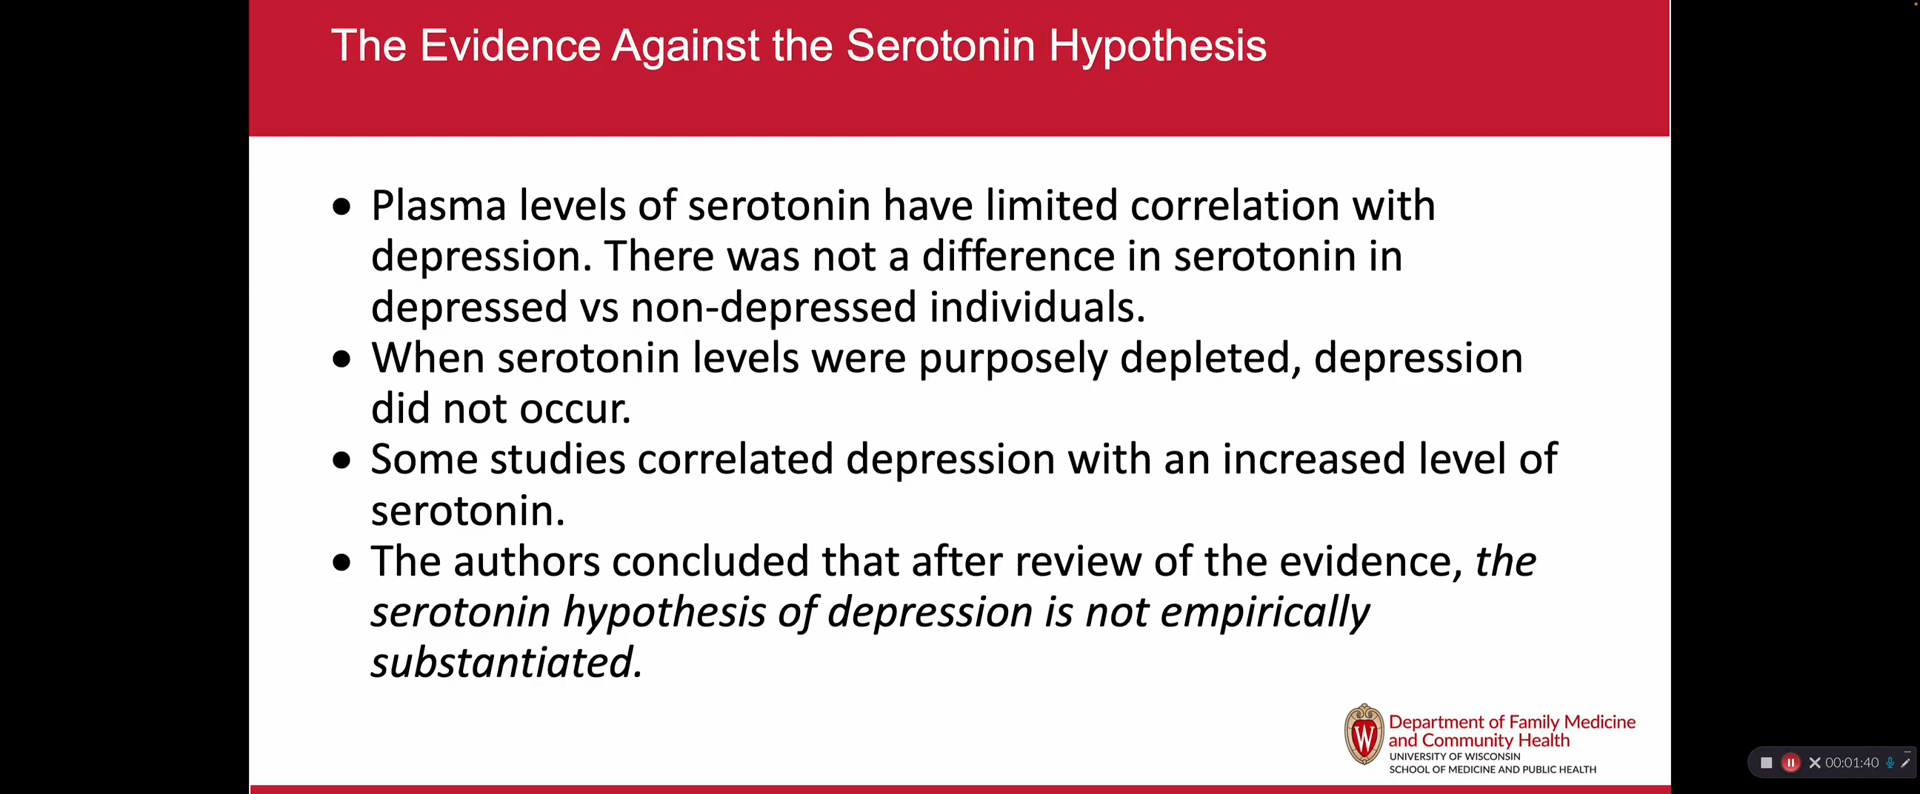 The Evidence Against the Serotonin Hypothesis
• Plasma levels of serotonin have limited correlation with
depression. There was not a difference in serotonin in
depressed vs non-depressed individuals.
• When serotonin levels were purposely depleted, depression
did not occur.
• Some studies correlated depression with an increased level of
serotonin.
• The authors concluded that after review of the evidence, the
serotonin hypothesis of depression is not empirically
substantiated.
W
Department of Family Medicine
and Community Health
UNIVERSITY OF WISCONSIN
SCHOOL OF MEDICINE AND PUBLIC HEALTH
00:01:40